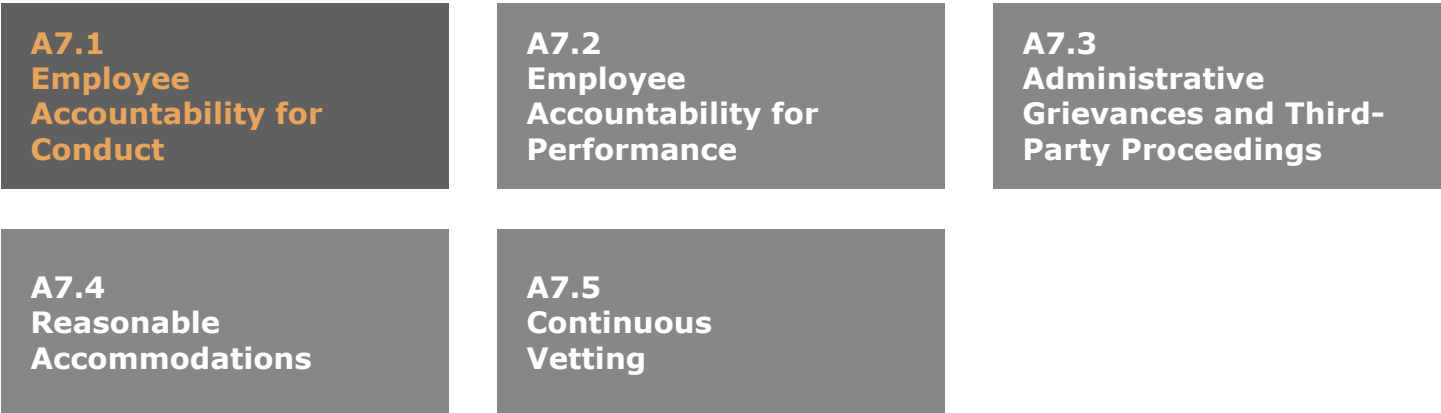 A7.1
Employee
Accountability for
Conduct
A7.2
Employee
Accountability for
Performance
A7.3
Administrative
Grievances and Third-
Party Proceedings
A7.4
Reasonable
Accommodations
A7.5
Continuous
Vetting